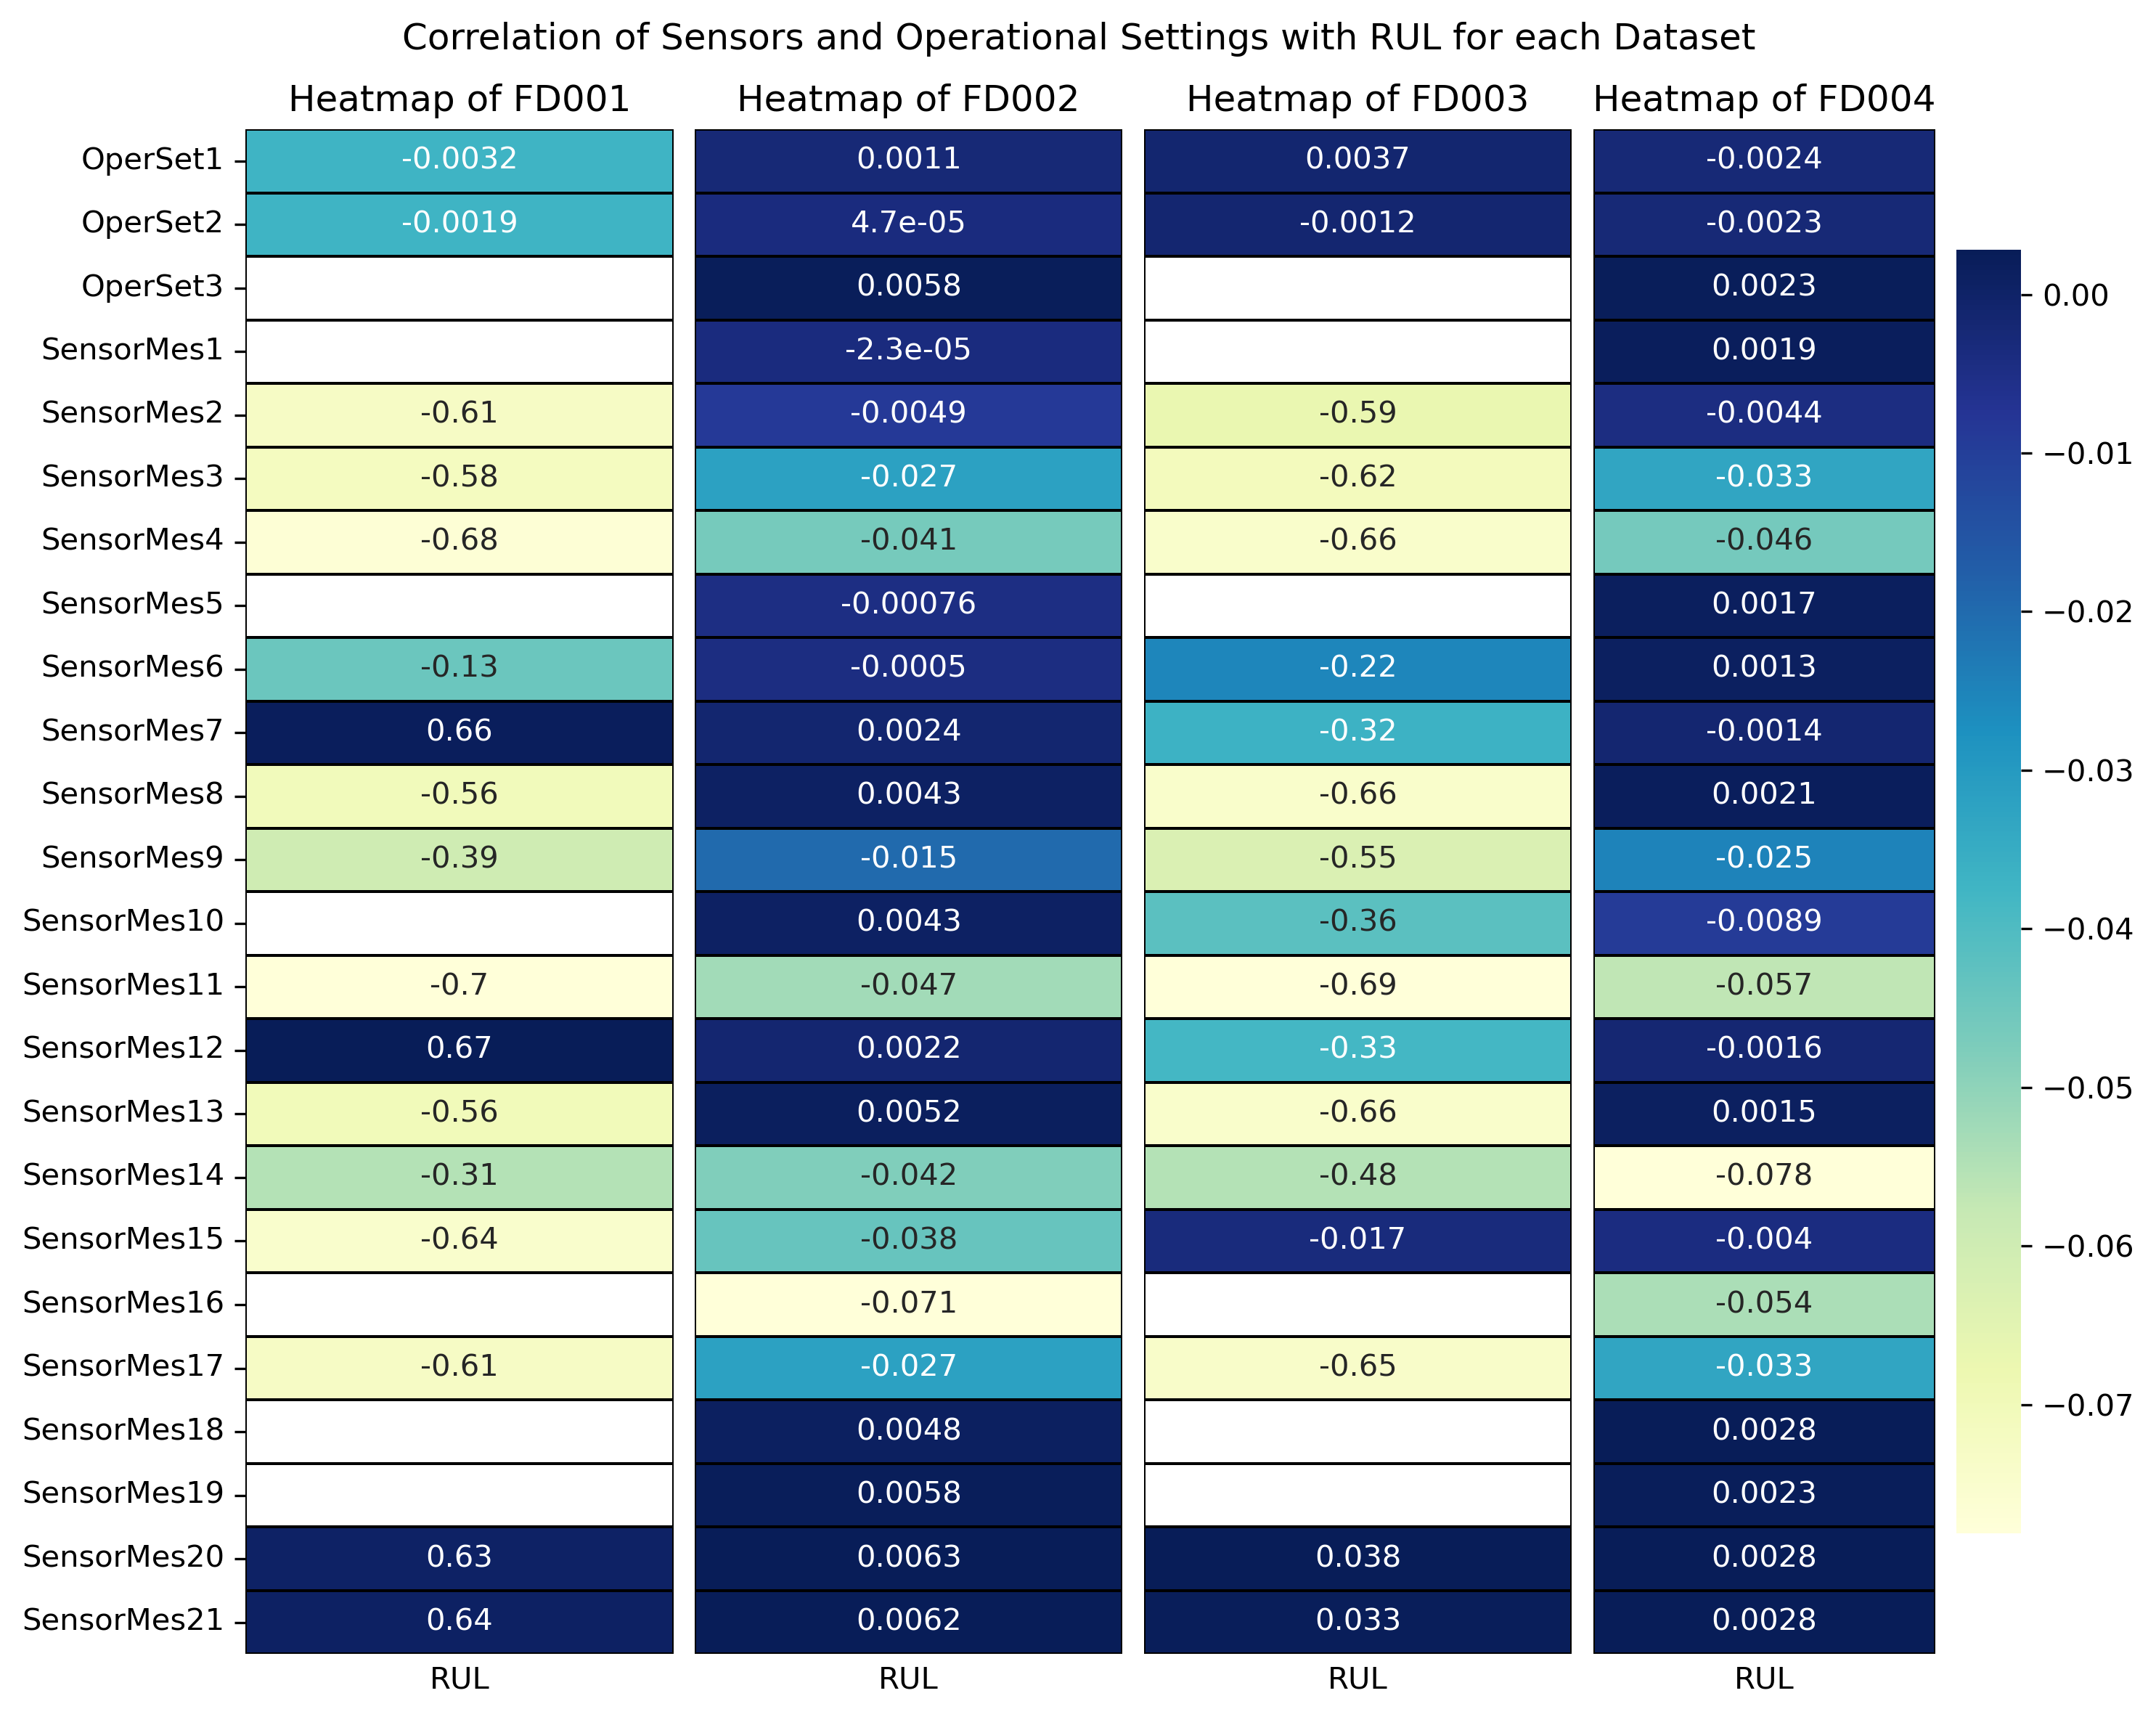 Correlation of Sensors and Operational Settings with RUL for each Dataset
Heatmap of FD001 Heatmap of FD002 Heatmap of FD003 Heatmap of FD004
OperSet1 -0.0032 0.0011 0.0037 -0.0024
OperSet2 -0.0019 4.7e-05 -0.0012 -0.0023
OperSet3 0.0058 0.0023
SensorMes1 -2.3e-05 0.0019
SensorMes2 -0.61 -0.0049 -0.59 -0.0044
SensorMes3 -0.58 -0.027 -0.62 -0.033
SensorMes4 -0.68 -0.041 -0.66 -0.046
SensorMes5 -0.00076 0.0017
SensorMes6 -0.13 -0.0005 -0.22 0.0013
SensorMes7 0.66 0.0024 -0.32 -0.0014
SensorMes8 -0.56 0.0043 -0.66 0.0021
SensorMes9 -0.39 -0.015 -0.55 -0.025
SensorMes10 0.0043 -0.36 -0.0089
SensorMes11 -0.7 -0.047 -0.69 -0.057
SensorMes12 0.67 0.0022 -0.33 -0.0016
SensorMes13 -0.56 0.0052 -0.66 0.0015
SensorMes14 -0.31 -0.042 -0.48 -0.078
SensorMes15 -0.64 -0.038 -0.017 -0.004
SensorMes16 -0.071 -0.054
SensorMes17 -0.61 -0.027 -0.65 -0.033
SensorMes18 0.0048 0.0028
SensorMes19 0.0058 0.0023
SensorMes20 0.63 0.0063 0.038 0.0028
SensorMes21 0.64 0.0062 0.033 0.0028
RUL RUL RUL RUL
0.00
−0.01
−0.02
−0.03
−0.04
−0.05
−0.06
−0.07